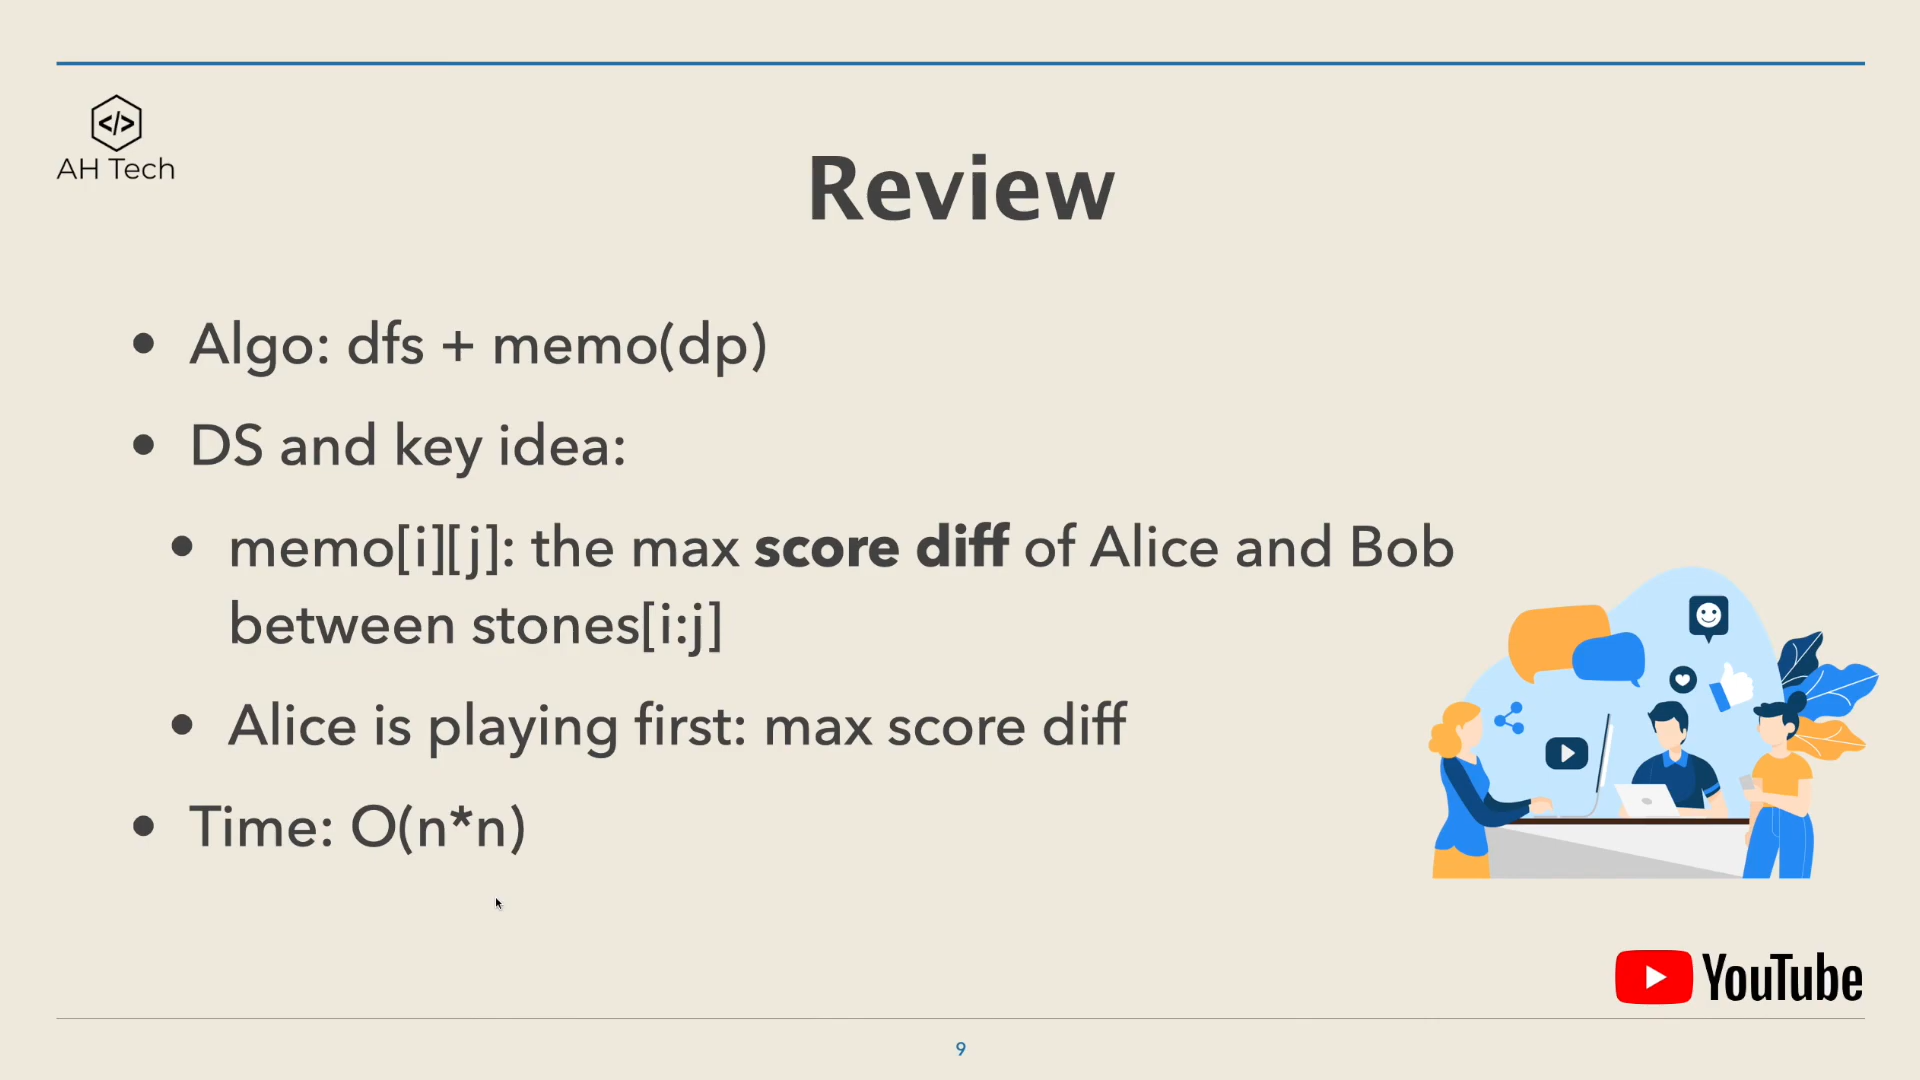 </>
AH Tech
Review
• Algo: dfs + memo(dp)
• DS and key idea:
• memo[i][j]: the max score diff of Alice and Bob
between stones[i:j]
• Alice is playing first: max score diff
• Time: O(n*n)
YouTube
9